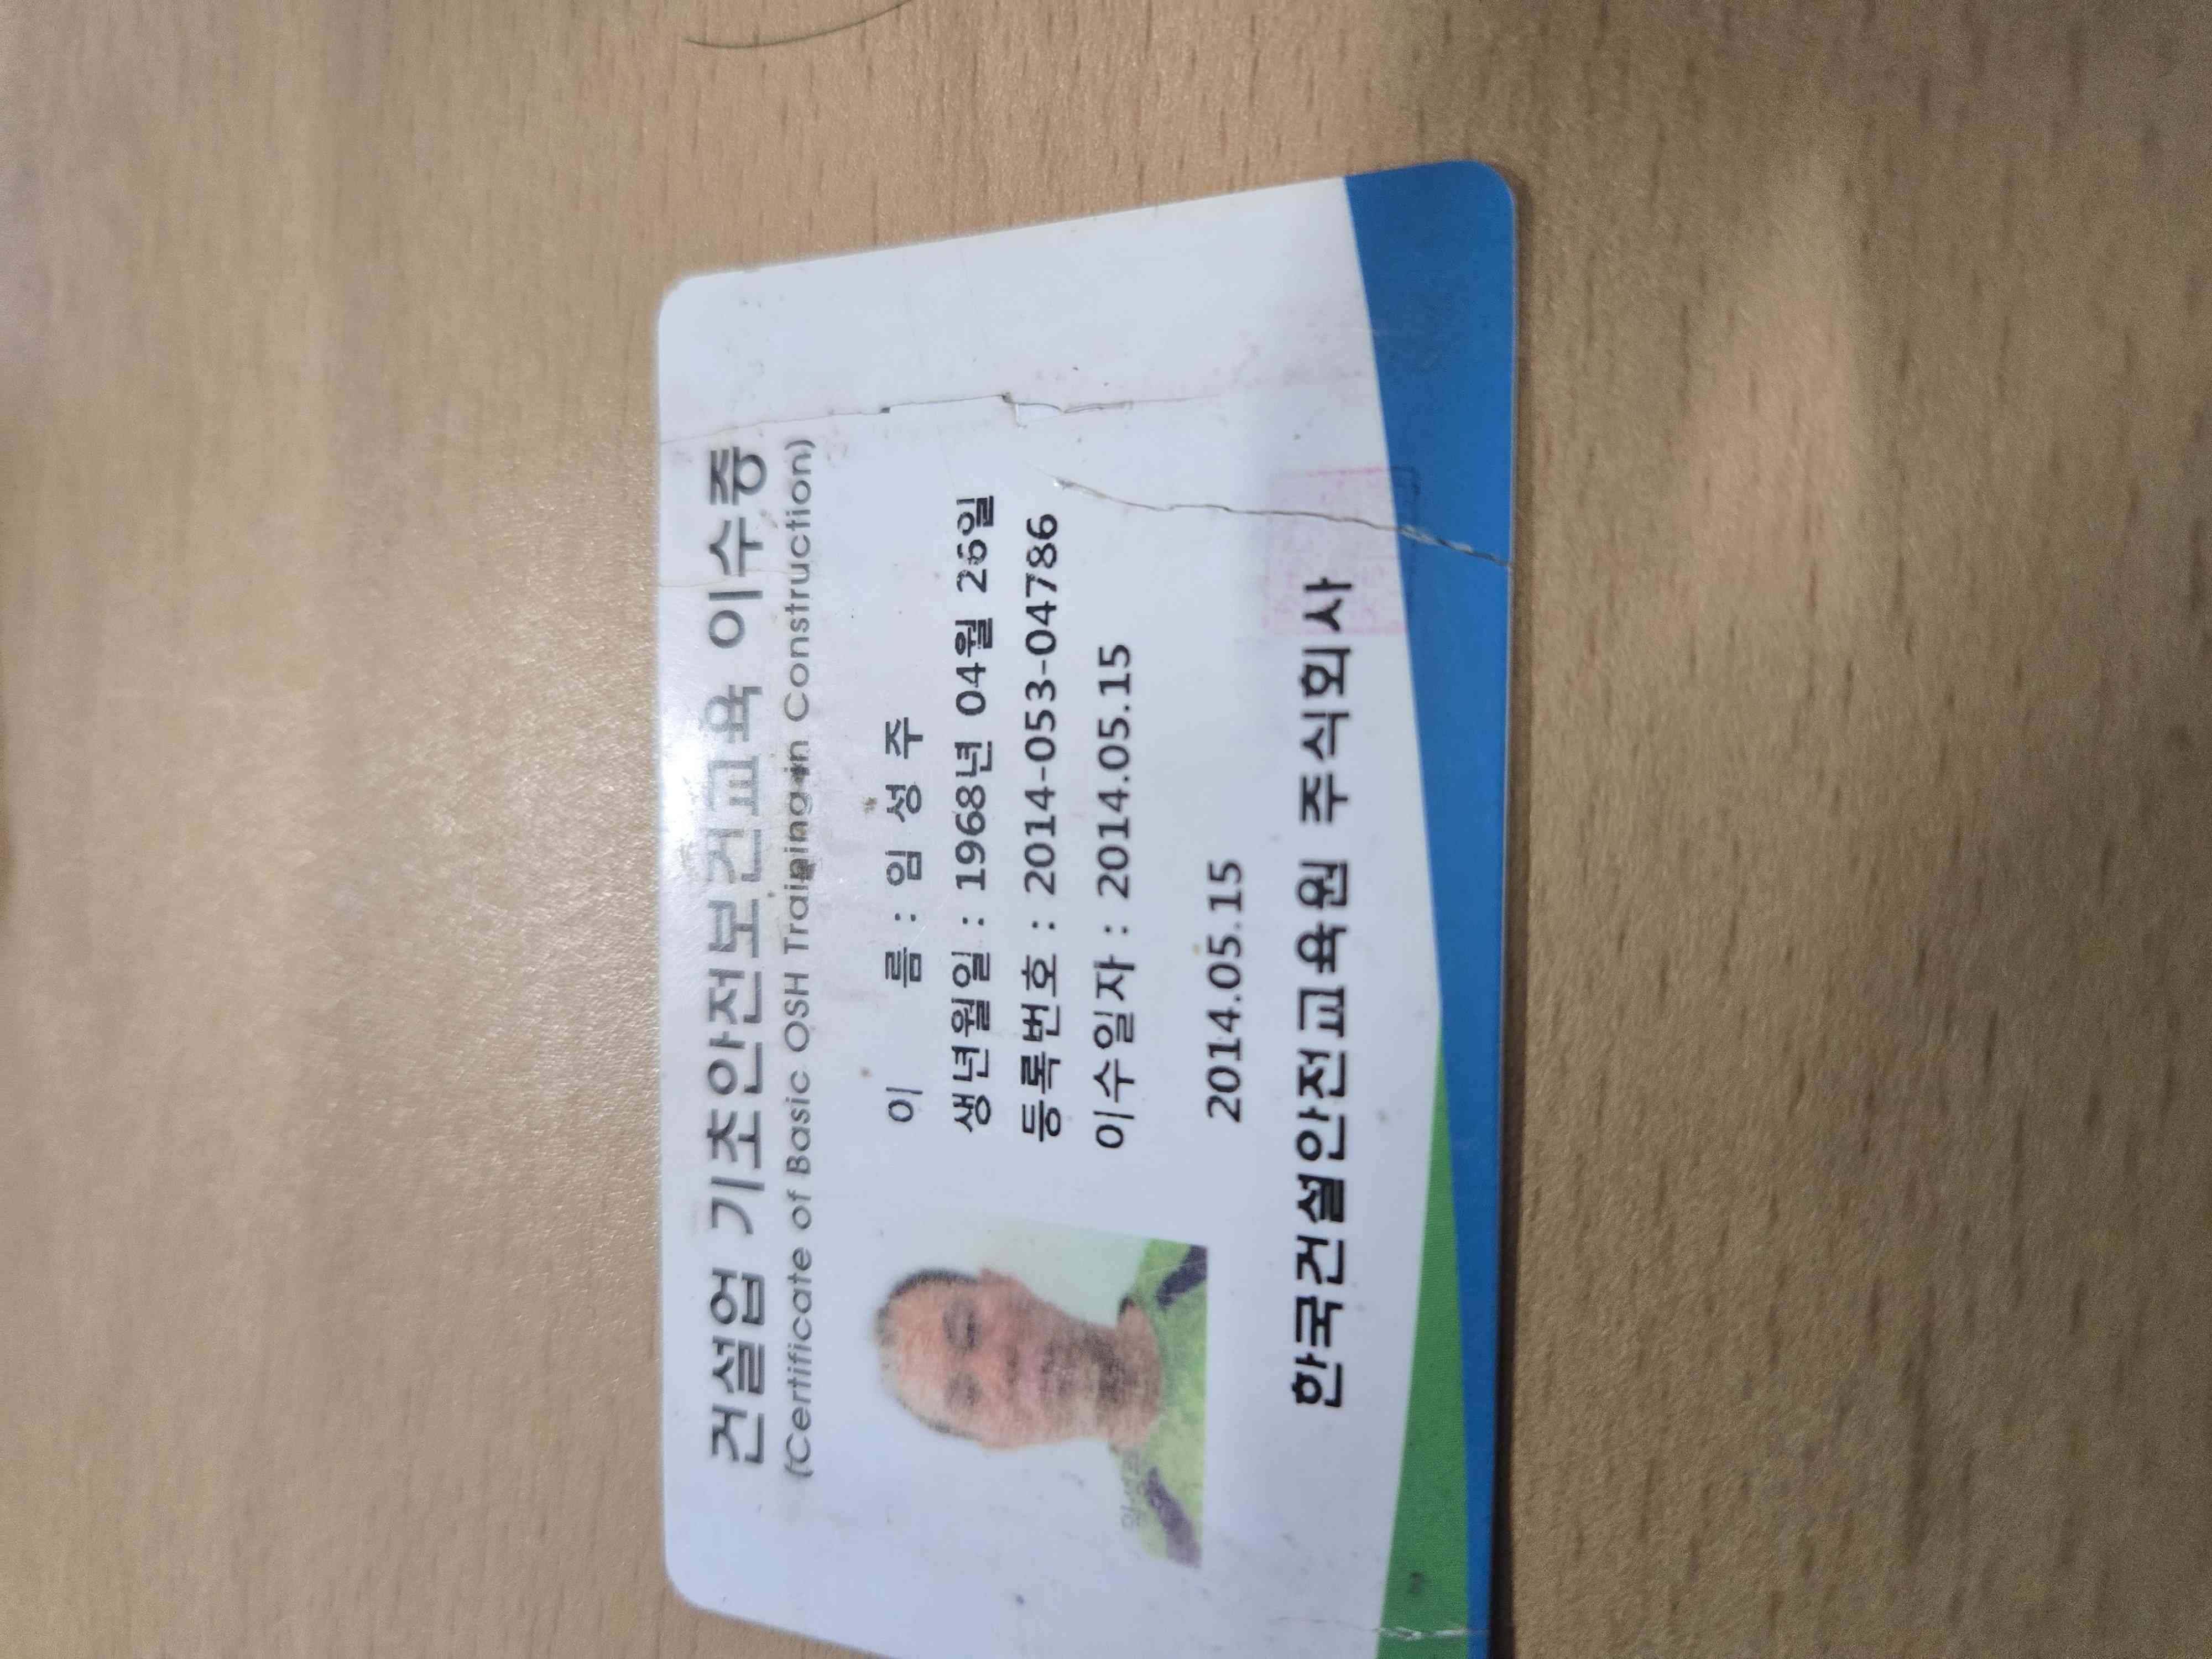 건설업 기초안전보건교육 이수증
(Certificate of Basic OSH Training in Construction)
이 름 : 임 성 주
생년월일 : 1968년 04월 26일
등록번호 : 2014-053-04786
이수일자 : 2014.05.15
2014.05.15
한국건설안전교육원 주식회사